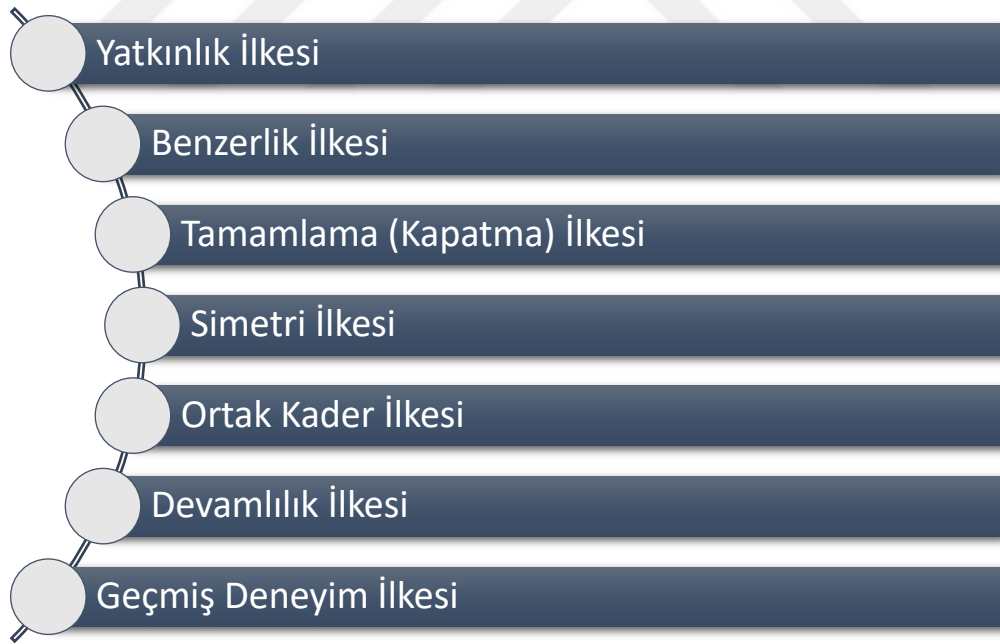 Yatkınlık İlkesi
Benzerlik İlkesi
Tamamlama (Kapatma) İlkesi
Simetri İlkesi
Ortak Kader İlkesi
Devamlılık İlkesi
Geçmiş Deneyim İlkesi